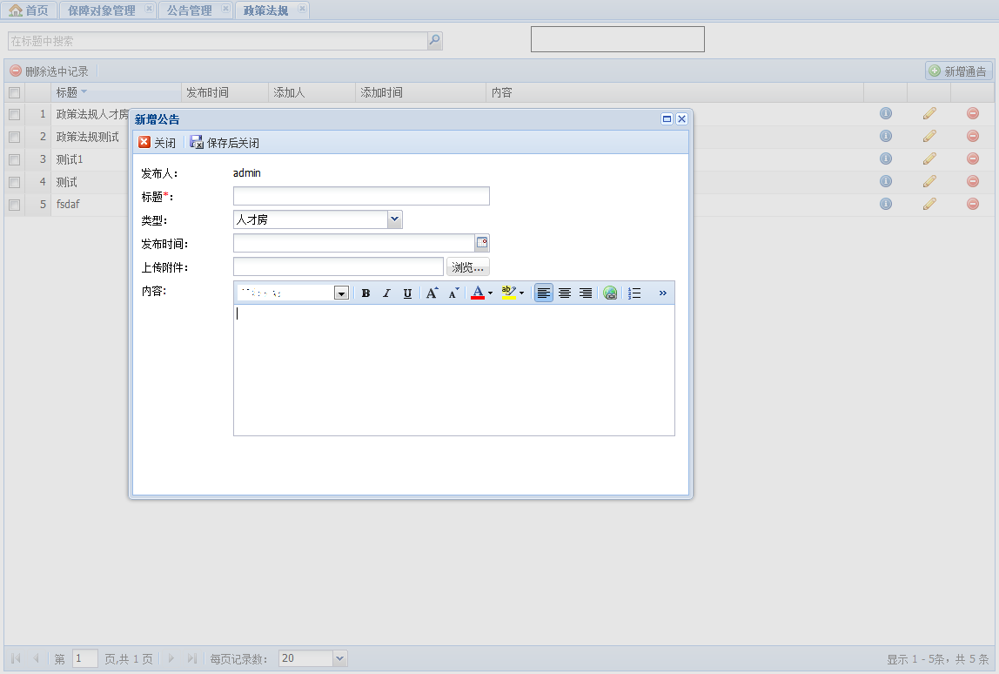 首页 保障对象管理 公告管理 政策法规
在标题中搜索
删除选中记录 新增通告
标题 发布时间 添加人 添加时间 内容
1 政策法规人才房
2 政策法规测试
3 测试1
4 测试
5 fsdaf
新增公告
关闭 保存后关闭
发布人： admin
标题*：
类型： 人才房
发布时间：
上传附件： 浏览...
内容:
B I U A A A ab »
第 1 页,共 1 页 每页记录数： 20 显示 1 - 5条，共 5 条